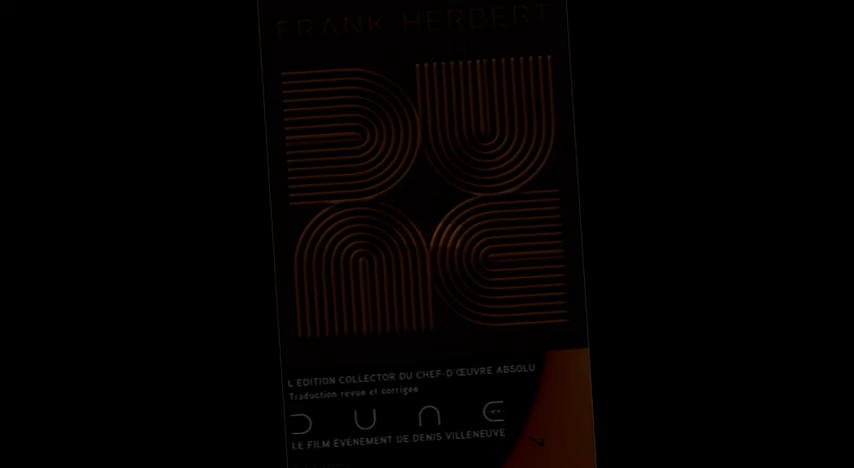 FRANK HERBERT
DUNE
L'EDITION COLLECTOR DU CHEF-D'ŒUVRE ABSOLU
Traduction revue et corrigée
DUNE
LE FILM ÉVÉNEMENT DE DENIS VILLENEUVE